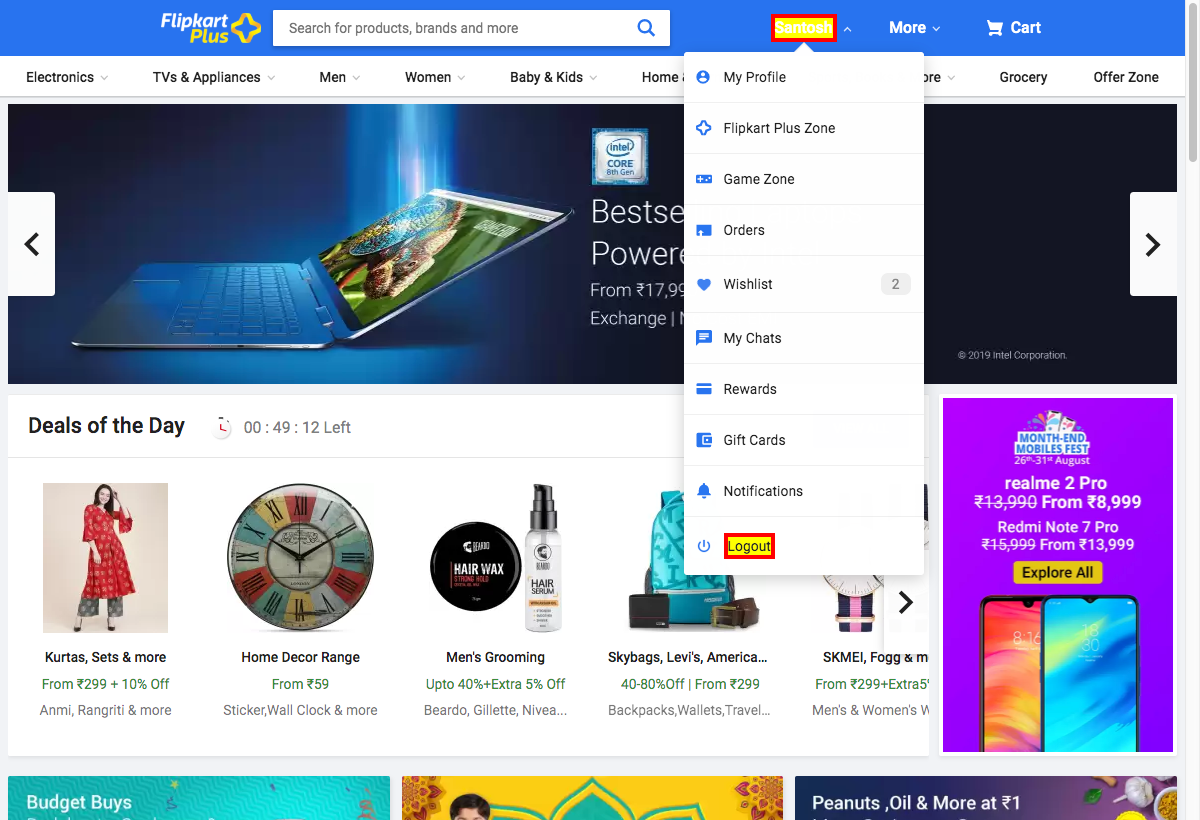 Flipkart
Plus
Search for products, brands and more
Santosh
More
Cart
Electronics
TVs & Appliances
Men
Women
Baby & Kids
Home
Grocery
Offer Zone
My Profile
Flipkart Plus Zone
Game Zone
Orders
Wishlist 2
My Chats
Rewards
Gift Cards
Notifications
Logout
intel
CORE
8th Gen
GAMEON
From ₹17,99
Exchange |
© 2019 Intel Corporation.
Deals of the Day
00 : 49 : 12 Left
BEARDO
HAIR WAX
STRONG HOLD
BEARDO
HAIR
SERUM
Kurtas, Sets & more
From ₹299 + 10% Off
Anmi, Rangriti & more
Home Decor Range
From ₹59
Sticker,Wall Clock & more
Men's Grooming
Upto 40%+Extra 5% Off
Beardo, Gillette, Nivea...
Skybags, Levi's, America...
40-80%Off | From ₹299
Backpacks,Wallets,Travel...
SKMEI, Fogg & m
From ₹299+Extra5%
Men's & Women's W
MONTH-END
MOBILES FEST
26th-31st August
realme 2 Pro
₹13,990 From ₹8,999
Redmi Note 7 Pro
₹15,999 From ₹13,999
Explore All
8:16
18
30
Budget Buys
Peanuts ,Oil & More at ₹1